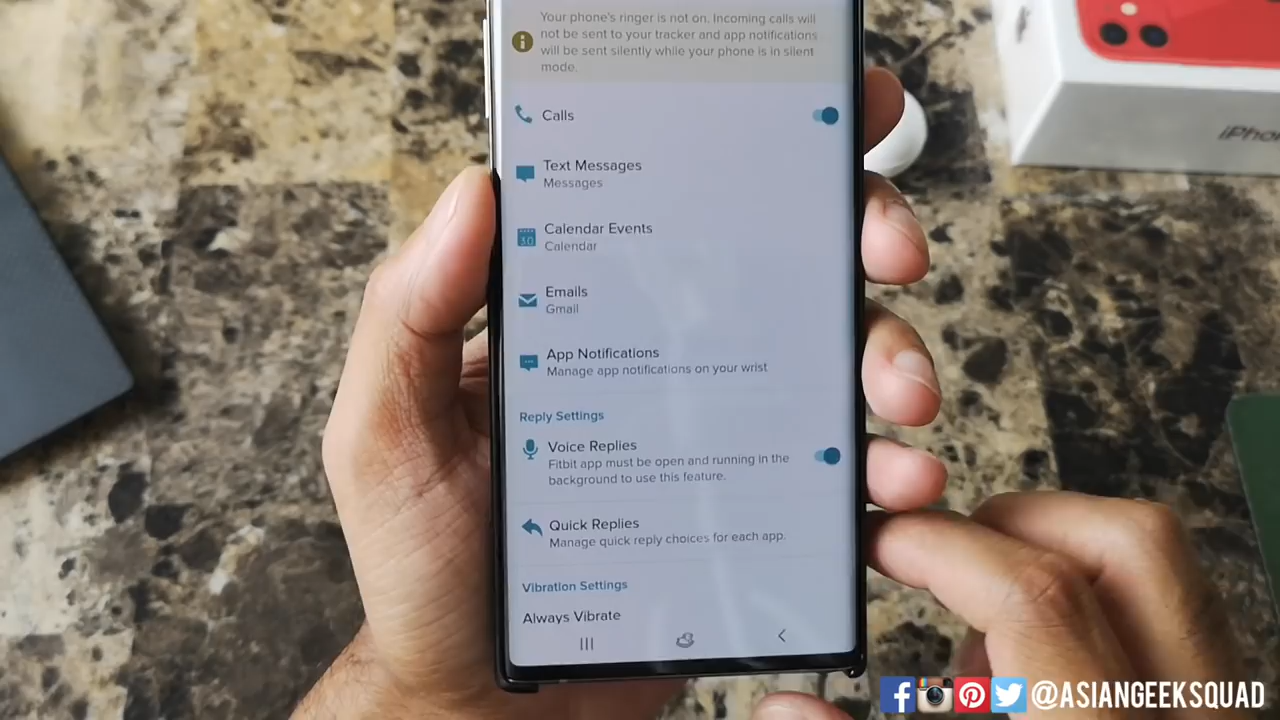 Your phone's ringer is not on. Incoming calls will
not be sent to your tracker and app notifications
will be sent silently while your phone is in silent
mode.
Calls
Text Messages
Messages
Calendar Events
30
Calendar
Emails
Gmail
App Notifications
Manage app notifications on your wrist
Reply Settings
Voice Replies
Fitbit app must be open and running in the
background to use this feature.
Quick Replies
Manage quick reply choices for each app.
Vibration Settings
Always Vibrate
@ASIANGEEKSQUAD